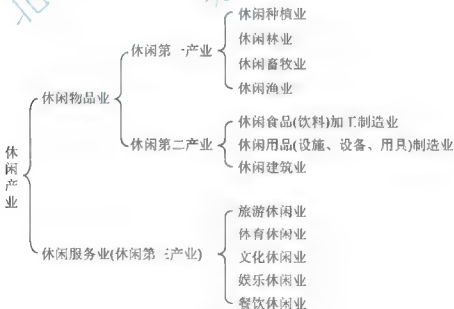 休闲产业
休闲物品业
休闲第一产业
休闲种植业
休闲林业
休闲畜牧业
休闲渔业
休闲第二产业
休闲食品(饮料)加工制造业
休闲用品(设施、设备、用具)制造业
休闲建筑业
休闲服务业(休闲第三产业)
旅游休闲业
体育休闲业
文化休闲业
娱乐休闲业
餐饮休闲业